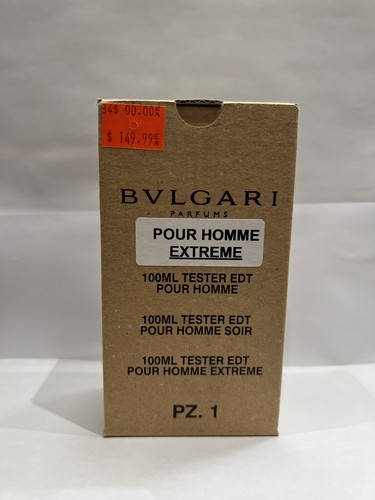 $ 149.99
BVLGARI
PARFUMS
POUR HOMME
EXTREME
100ML TESTER EDT
POUR HOMME
100ML TESTER EDT
POUR HOMME SOIR
100ML TESTER EDT
POUR HOMME EXTREME
PZ. 1